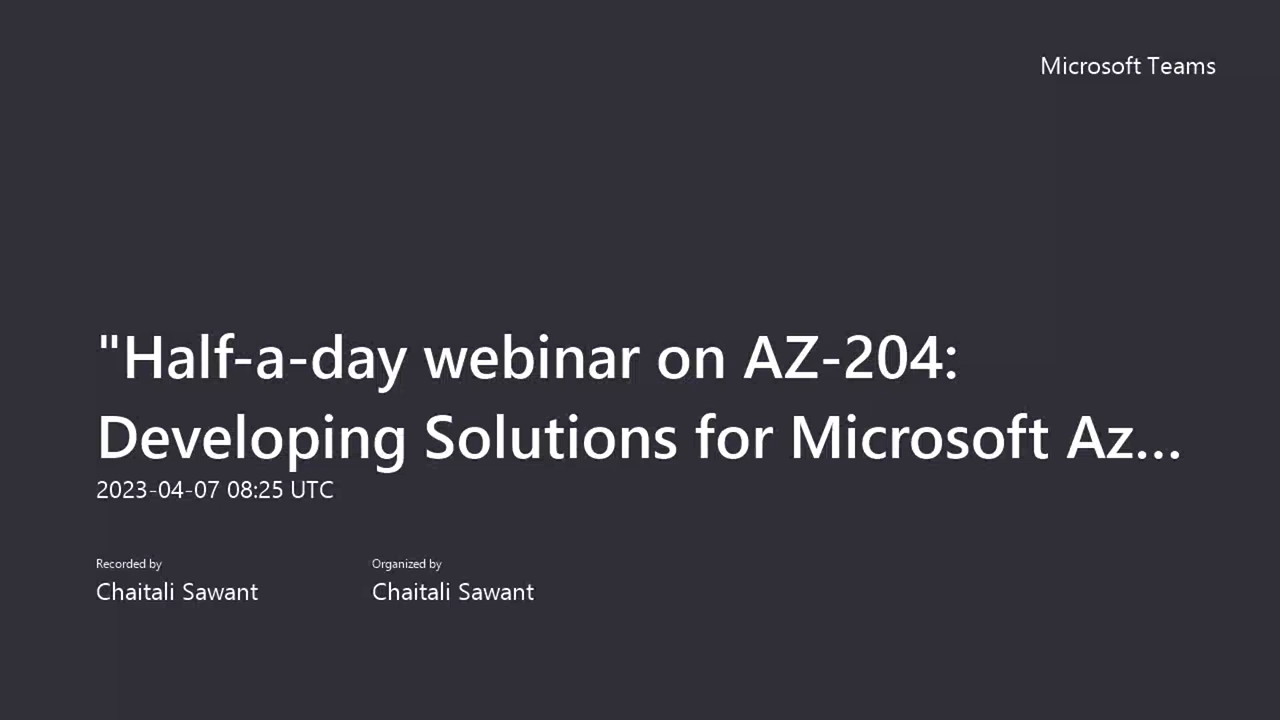 Microsoft Teams
"Half-a-day webinar on AZ-204:
Developing Solutions for Microsoft Az...
2023-04-07 08:25 UTC
Recorded by
Chaitali Sawant
Organized by
Chaitali Sawant